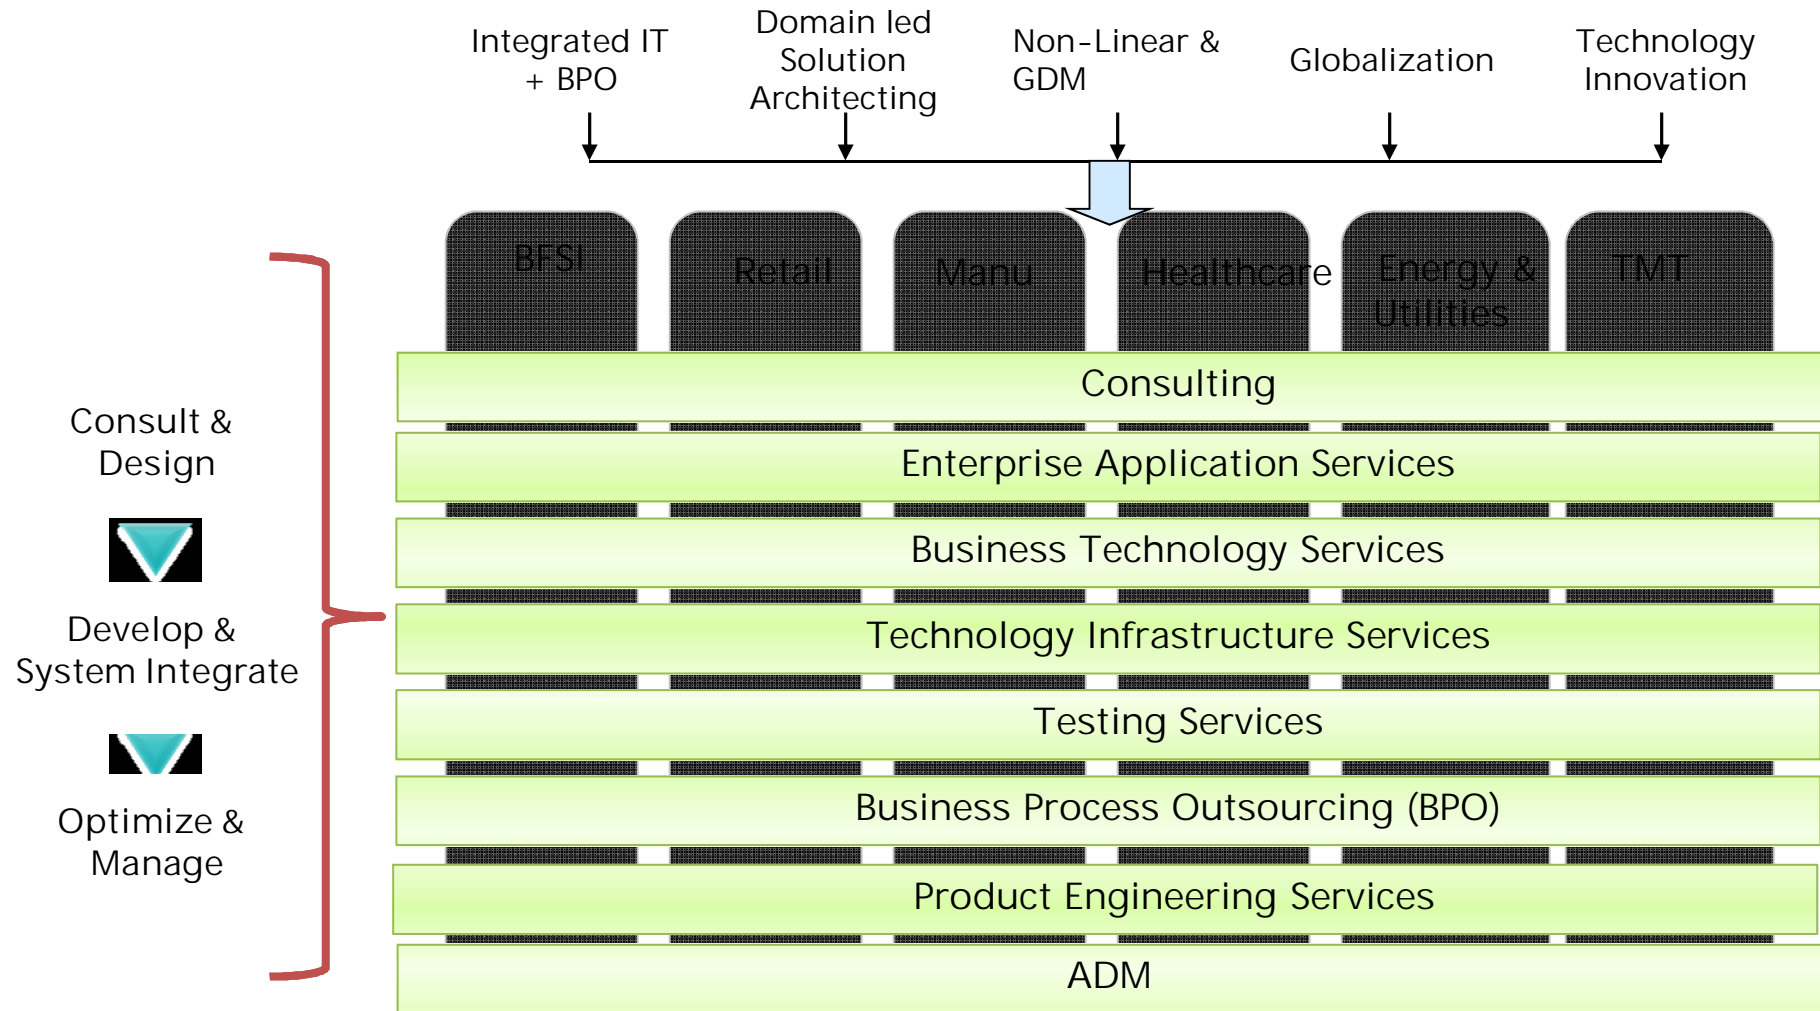 Integrated IT
+ BPO
Domain led
Solution
Architecting
Non-Linear &
GDM
Globalization
Technology
Innovation
BFSI
Retail
Manu
Healthcare
Energy &
Utilities
TMT
Consult &
Design
Develop &
System Integrate
Optimize &
Manage
Consulting
Enterprise Application Services
Business Technology Services
Technology Infrastructure Services
Testing Services
Business Process Outsourcing (BPO)
Product Engineering Services
ADM